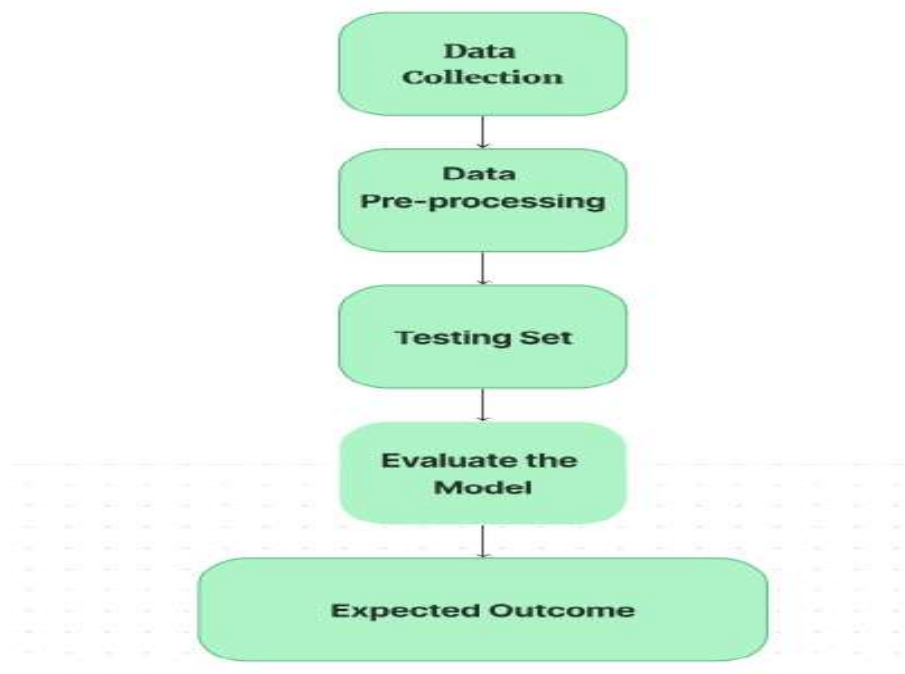 Data
Collection
Data
Pre-processing
Testing Set
Evaluate the
Model
Expected Outcome